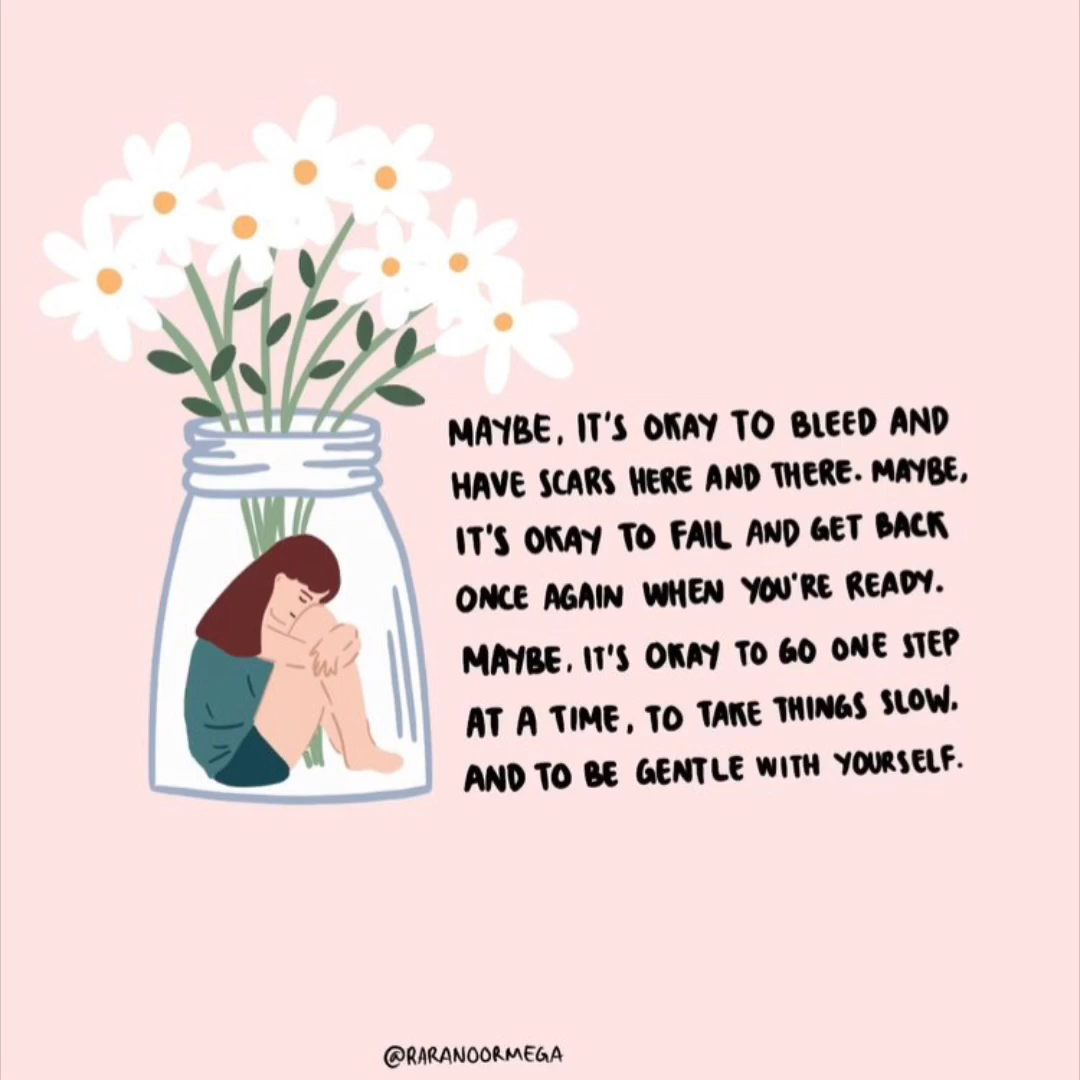 MAYBE, IT'S OKAY TO BLEED AND
HAVE SCARS HERE AND THERE. MAYBE,
IT'S OKAY TO FAIL AND GET BACK
ONCE AGAIN WHEN YOU'RE READY.
MAYBE, IT'S OKAY TO GO ONE STEP
AT A TIME, TO TAKE THINGS SLOW,
AND TO BE GENTLE WITH YOURSELF.
@RARANOORMEGA